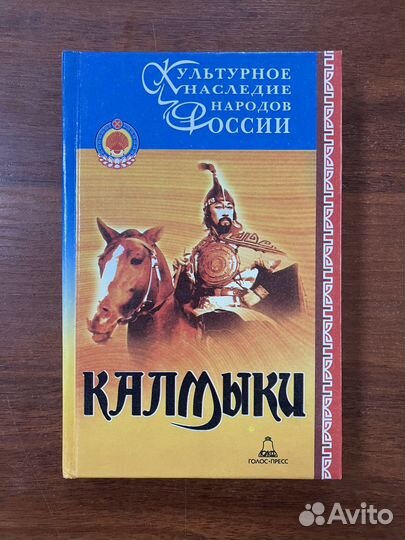 Культурное
наследие
народов
России
КАЛМЫКИ
ГОЛОС-ПРЕСС
Avito